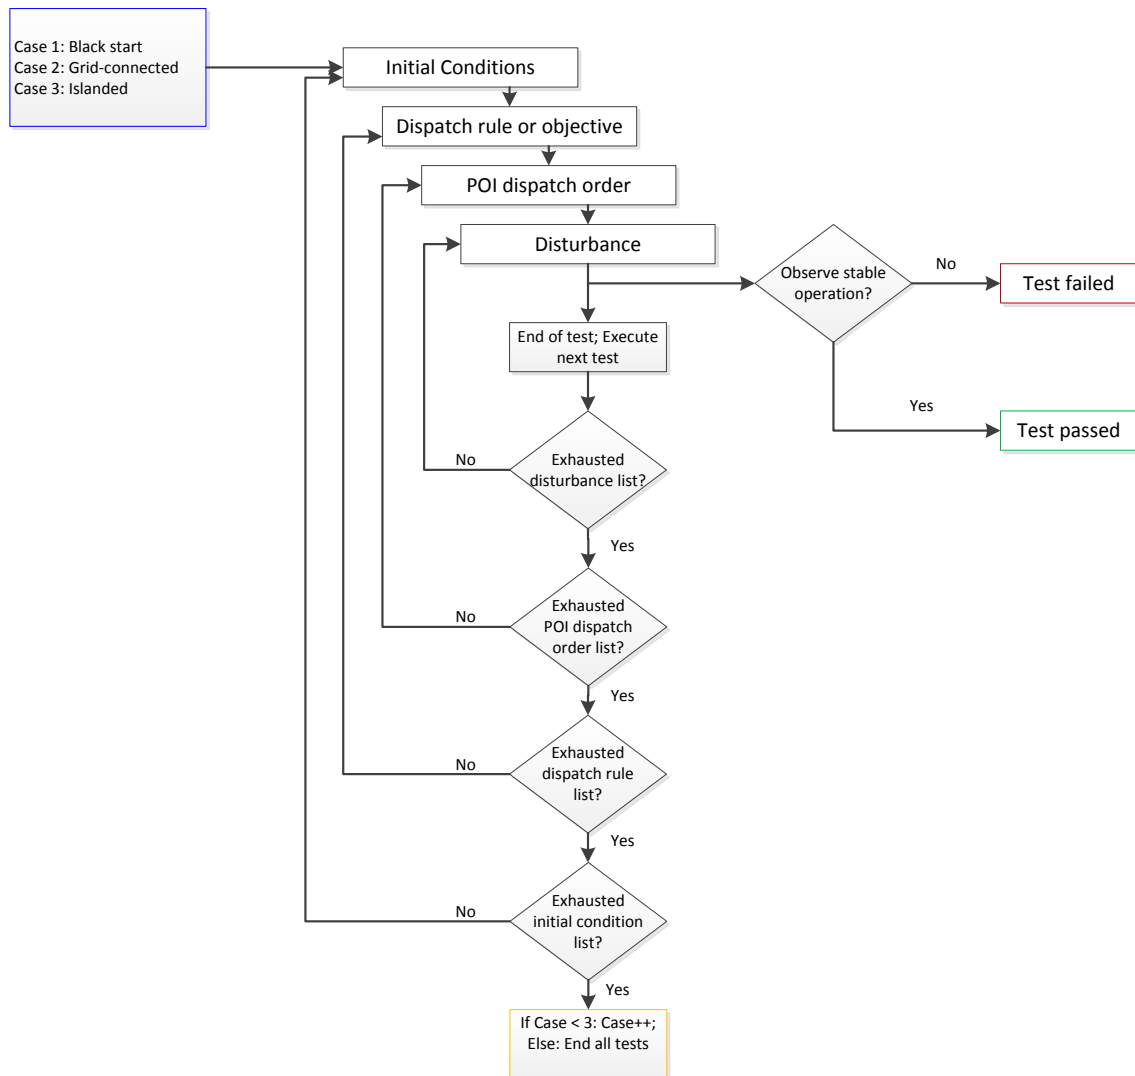 Case 1: Black start
Case 2: Grid-connected
Case 3: Islanded
Initial Conditions
Dispatch rule or objective
POI dispatch order
Disturbance
Observe stable
operation?
No
Test failed
End of test; Execute
next test
Yes
Test passed
No
Exhausted
disturbance list?
Yes
No
Exhausted
POI dispatch
order list?
Yes
No
Exhausted
dispatch rule
list?
Yes
No
Exhausted
initial condition
list?
Yes
If Case < 3: Case++;
Else: End all tests